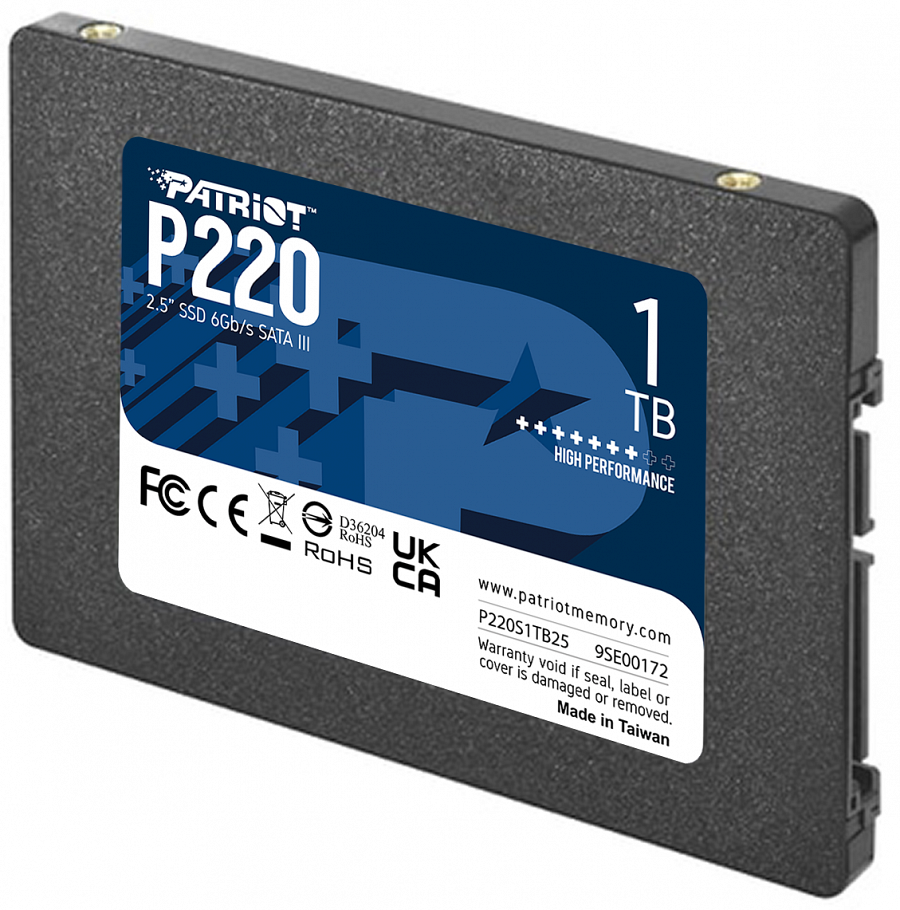 PATRIOT™
P220
2.5" SSD 6Gb/s SATA III
1
TB
HIGH PERFORMANCE
FC CE
D36204
RoHS
RoHS
UK
CA
www.patriotmemory.com
P220S1TB25 9SE00172
Warranty void if seal, label or
cover is damaged or removed.
Made in Taiwan